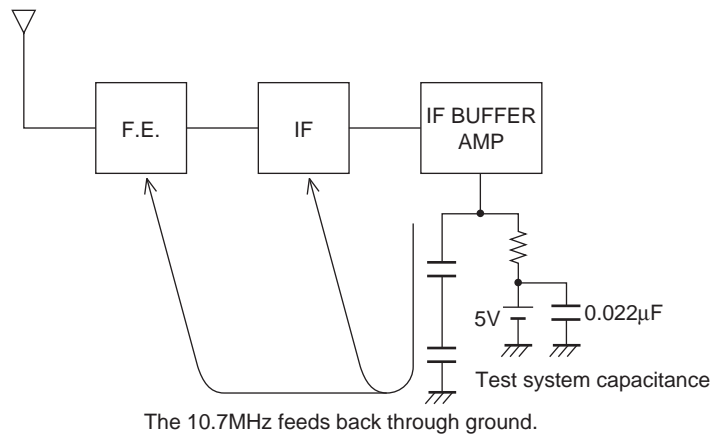 F.E.
IF
IF BUFFER
AMP
5V
0.022μF
Test system capacitance
The 10.7MHz feeds back through ground.